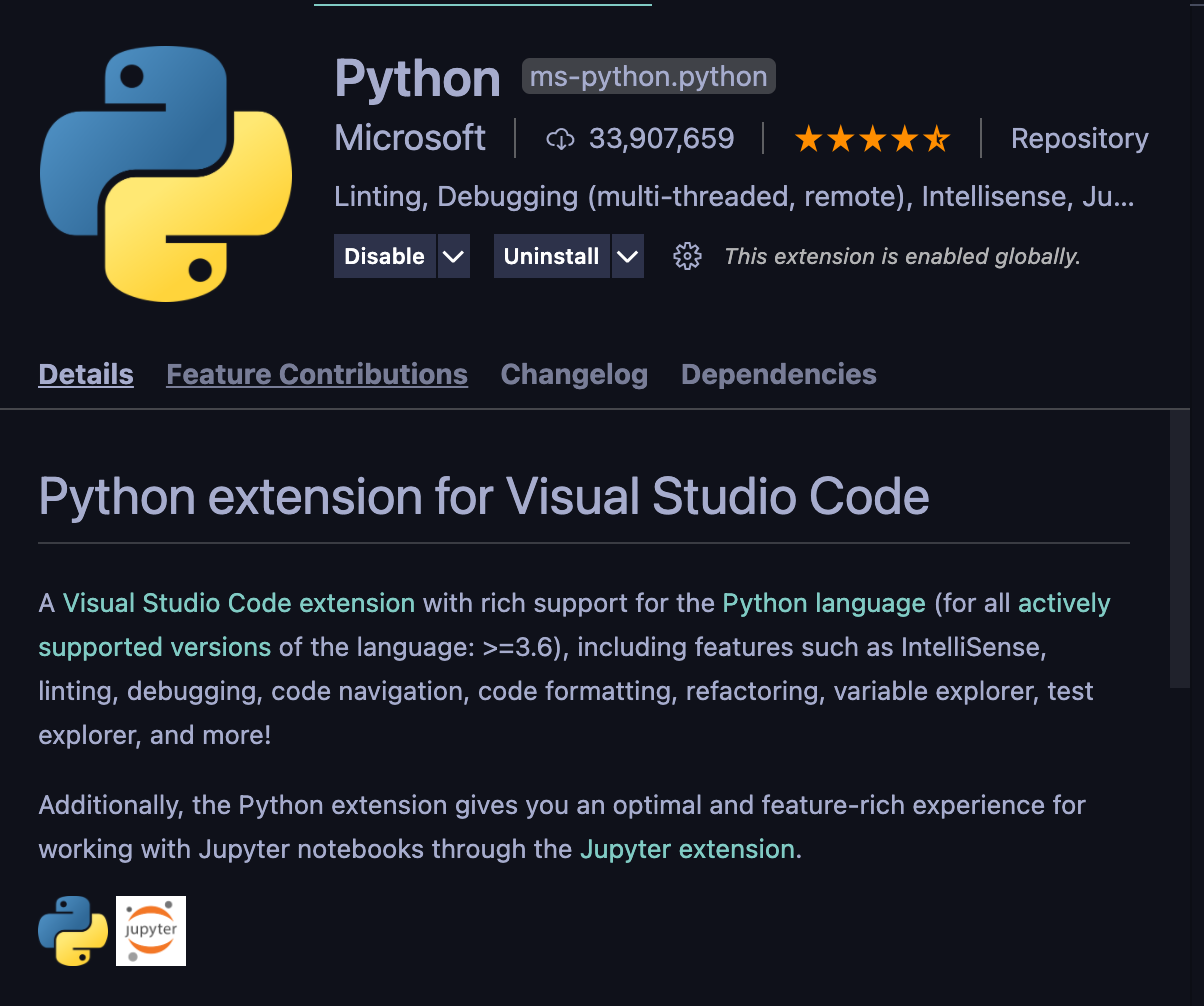 Python ms-python.python
Microsoft 33,907,659 Repository
Linting, Debugging (multi-threaded, remote), Intellisense, Ju...
Disable Uninstall This extension is enabled globally.
Details Feature Contributions Changelog Dependencies
Python extension for Visual Studio Code
A Visual Studio Code extension with rich support for the Python language (for all actively
supported versions of the language: >=3.6), including features such as IntelliSense,
linting, debugging, code navigation, code formatting, refactoring, variable explorer, test
explorer, and more!
Additionally, the Python extension gives you an optimal and feature-rich experience for
working with Jupyter notebooks through the Jupyter extension.
jupyter